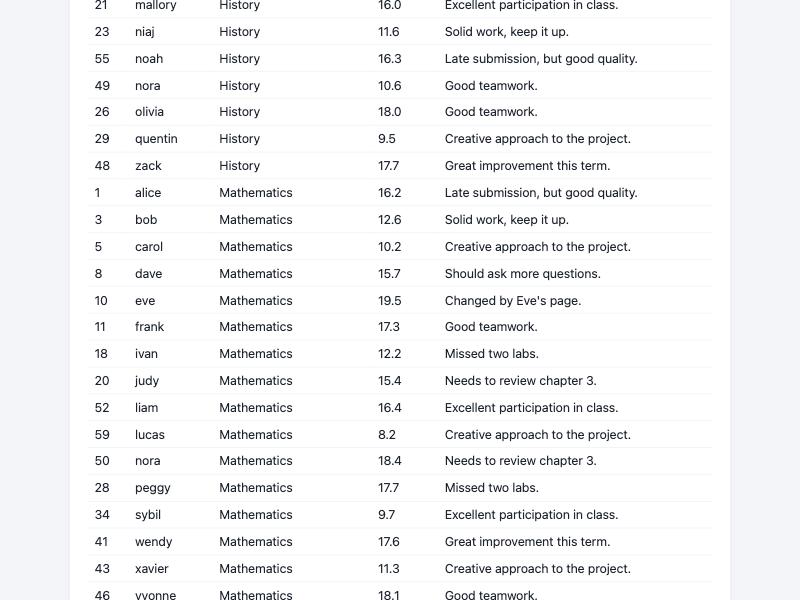 21 mallory History 16.0 Excellent participation in class.
23 niaj History 11.6 Solid work, keep it up.
55 noah History 16.3 Late submission, but good quality.
49 nora History 10.6 Good teamwork.
26 olivia History 18.0 Good teamwork.
29 quentin History 9.5 Creative approach to the project.
48 zack History 17.7 Great improvement this term.
1 alice Mathematics 16.2 Late submission, but good quality.
3 bob Mathematics 12.6 Solid work, keep it up.
5 carol Mathematics 10.2 Creative approach to the project.
8 dave Mathematics 15.7 Should ask more questions.
10 eve Mathematics 19.5 Changed by Eve's page.
11 frank Mathematics 17.3 Good teamwork.
18 ivan Mathematics 12.2 Missed two labs.
20 judy Mathematics 15.4 Needs to review chapter 3.
52 liam Mathematics 16.4 Excellent participation in class.
59 lucas Mathematics 8.2 Creative approach to the project.
50 nora Mathematics 18.4 Needs to review chapter 3.
28 peggy Mathematics 17.7 Missed two labs.
34 sybil Mathematics 9.7 Excellent participation in class.
41 wendy Mathematics 17.6 Great improvement this term.
43 xavier Mathematics 11.3 Creative approach to the project.
46 yvonne Mathematics 18.1 Good teamwork.